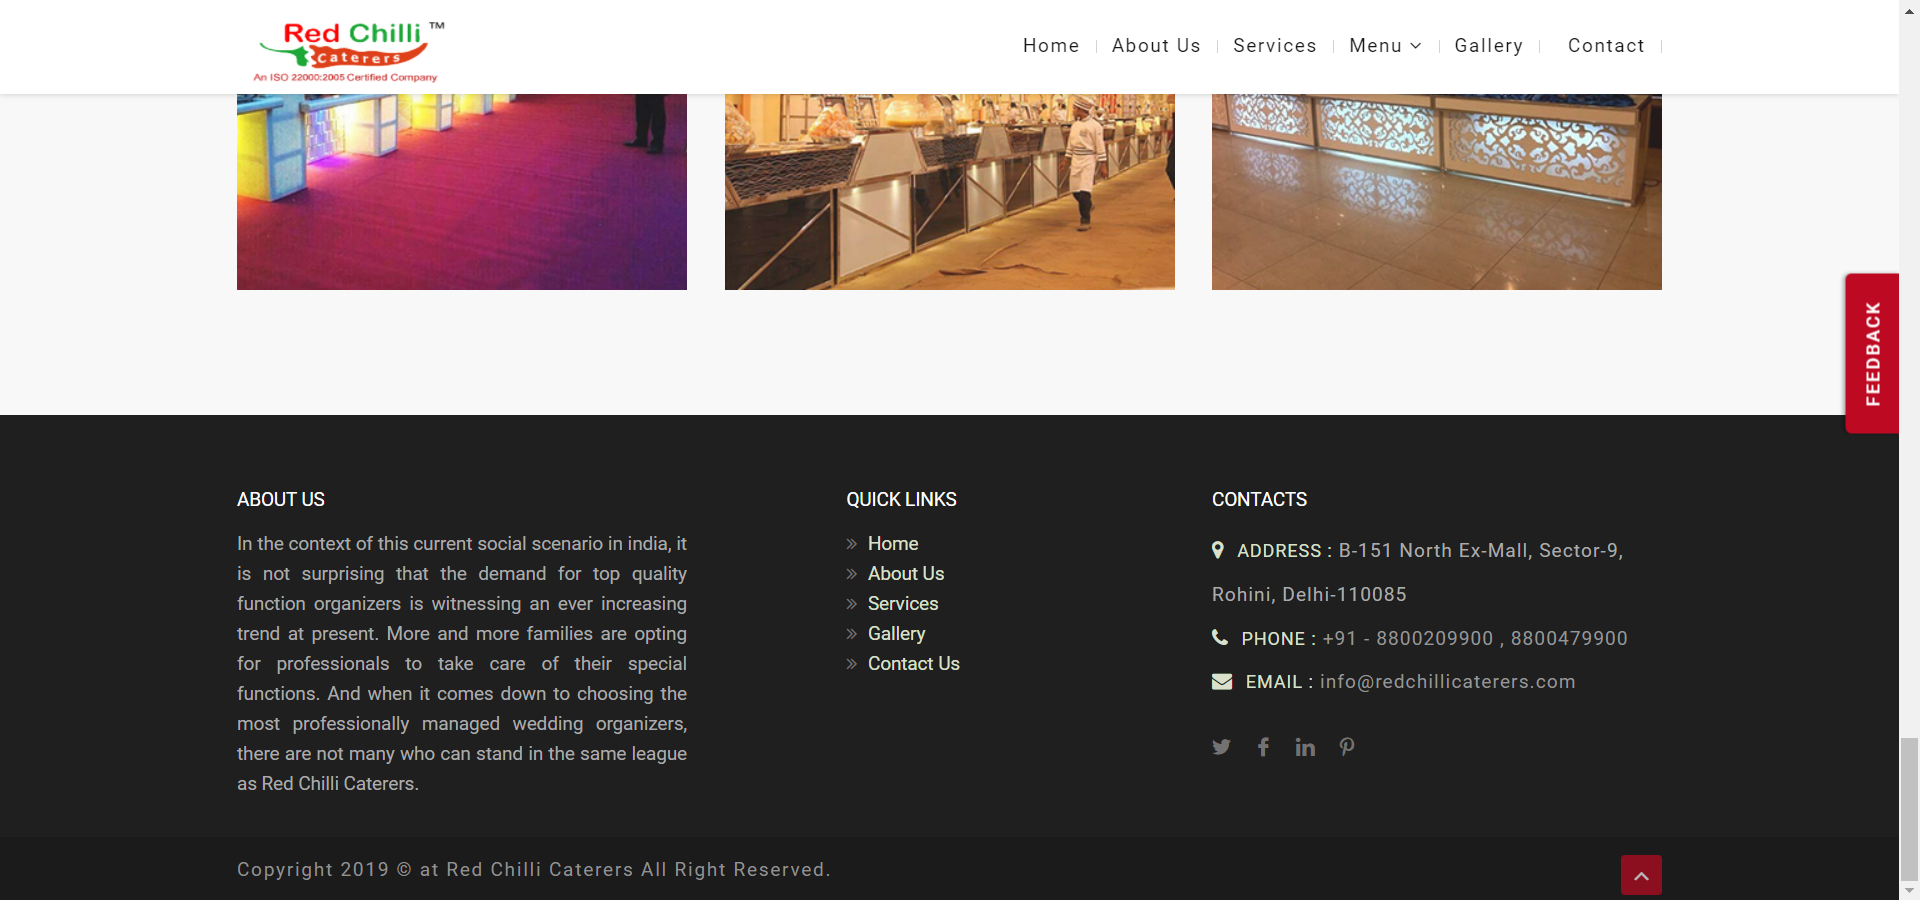 Red Chilli ™
Caterers
An ISO 22000:2005 Certified Company
Home
About Us
Services
Menu
Gallery
Contact
FEEDBACK
ABOUT US
In the context of this current social scenario in india, it
is not surprising that the demand for top quality
function organizers is witnessing an ever increasing
trend at present. More and more families are opting
for professionals to take care of their special
functions. And when it comes down to choosing the
most professionally managed wedding organizers,
there are not many who can stand in the same league
as Red Chilli Caterers.
QUICK LINKS
Home
About Us
Services
Gallery
Contact Us
CONTACTS
ADDRESS : B-151 North Ex-Mall, Sector-9,
Rohini, Delhi-110085
PHONE : +91 - 8800209900 , 8800479900
EMAIL : info@redchillicaterers.com
Copyright 2019 © at Red Chilli Caterers All Right Reserved.